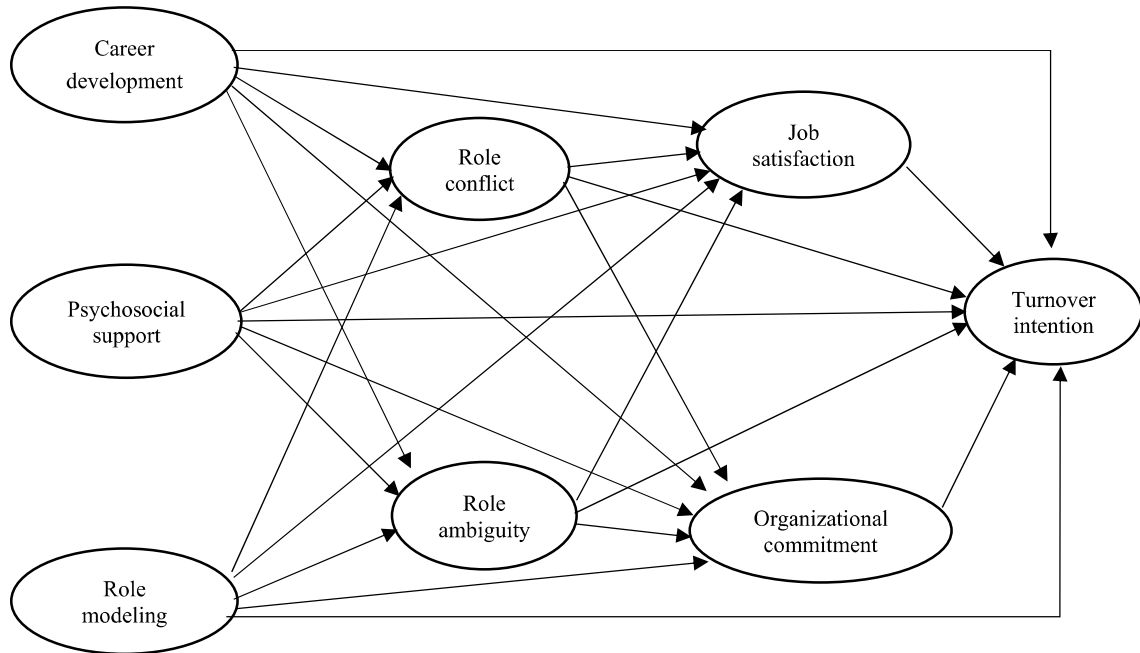 Career
development
Role
conflict
Job
satisfaction
Psychosocial
support
Turnover
intention
Role
ambiguity
Organizational
commitment
Role
modeling